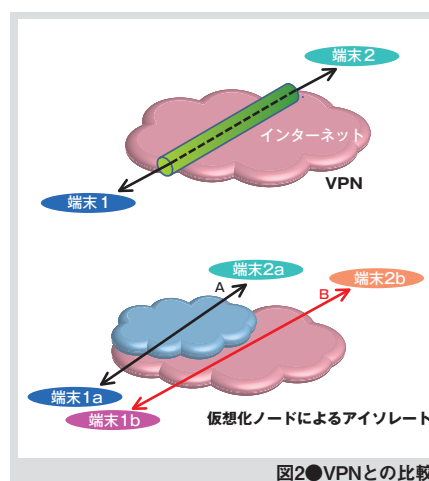 端末2
インターネット
VPN
端末1
端末2a
A
端末2b
B
端末1a
端末1b
仮想化ノードによるアイソレート
図2●VPNとの比較